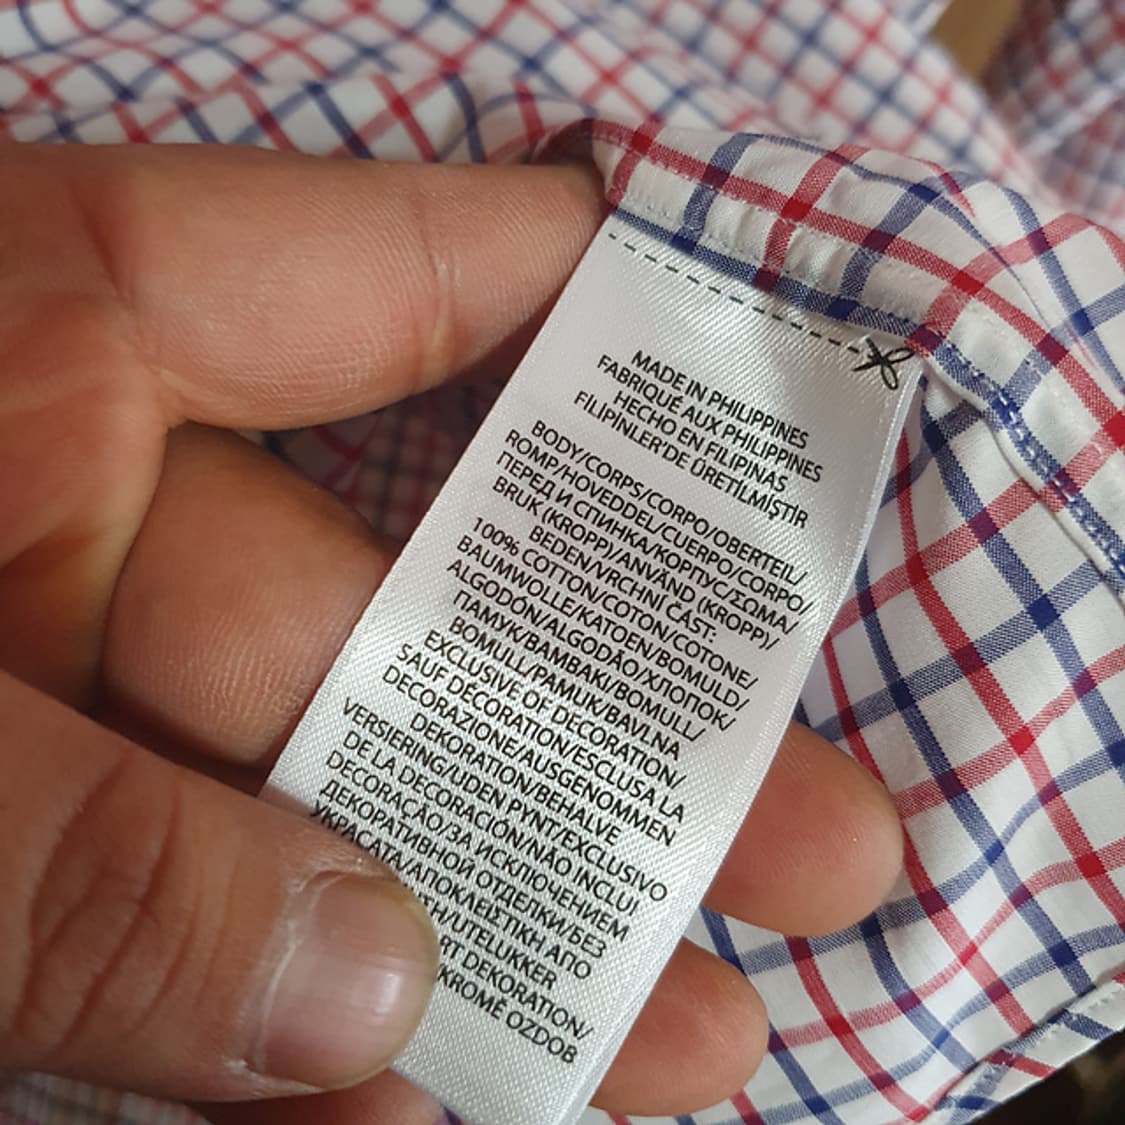 MADE IN PHILIPPINES
FABRIQUÉ AUX PHILIPPINES
HECHO EN FILIPINAS
FILIPINLER'DE ÜRETILMIŞTIR
BODY/CORPS/CORPO/OBERTEIL/
ROMP/HOVEDDEL/CUERPO/CORPO/
ПЕРЕД И СПИНКА/КОРПУС/ΣΩΜΑ/
BRUK (KROPP)/ANVÄND (KROPP)/
BEDEN/VRCHNÍ ČÁST:
100% COTTON/COTON/COTONE/
BAUMWOLLE/KATOEN/BOMULD/
ALGODÓN/ALGODÃO/ХЛОПОК/
ПАМУК/ΒΑΜΒΑΚΙ/BOMULL/
BOMULL/PAMUK/BAVLNA
EXCLUSIVE OF DECORATION/
SAUF DÉCORATION/ESCLUSA LA
DECORAZIONE/AUSGENOMMEN
DEKORATION/BEHALVE
VERSIERING/UDEN PYNT/EXCLUSIVO
DE LA DECORACIÓN/NÃO INCLUI
DECORAÇÃO/ЗА ИСКЛЮЧЕНИЕМ
ДЕКОРАТИВНОЙ ОТДЕЛКИ/БЕЗ
УКРАСАТА/ΑΠΟΚΛΕΙΣΤΙΚΗ ΑΠΟ
/UTELUKKER
DEKORATION/
KROMĚ OZDOB